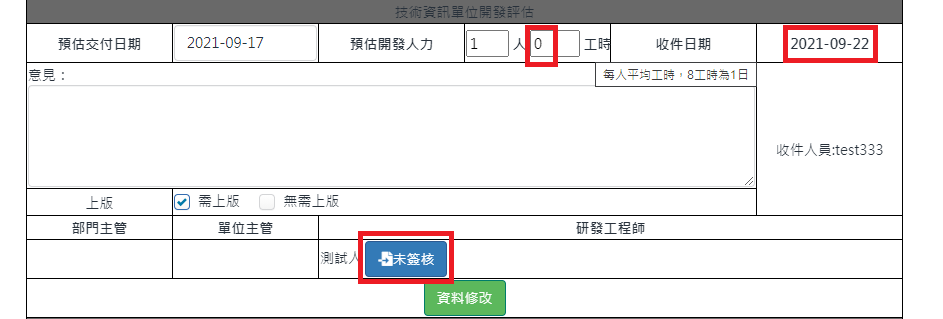 技術資訊單位開發評估
預估交付日期 2021-09-17 預估開發人力 1 人 0 工時 收件日期 2021-09-22
意見： 每人平均工時，8工時為1日
收件人員:test333
上版 需上版 無需上版
部門主管 單位主管 研發工程師
測試人 未簽核
資料修改